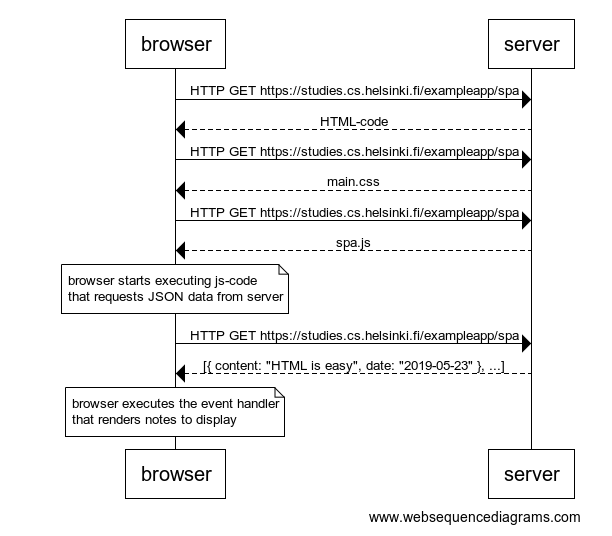 browser
server
HTTP GET https://studies.cs.helsinki.fi/exampleapp/spa
HTML-code
HTTP GET https://studies.cs.helsinki.fi/exampleapp/spa
main.css
HTTP GET https://studies.cs.helsinki.fi/exampleapp/spa
spa.js
browser starts executing js-code
that requests JSON data from server
HTTP GET https://studies.cs.helsinki.fi/exampleapp/spa
[{ content: "HTML is easy", date: "2019-05-23" }, ...]
browser executes the event handler
that renders notes to display
browser
server
www.websequencediagrams.com